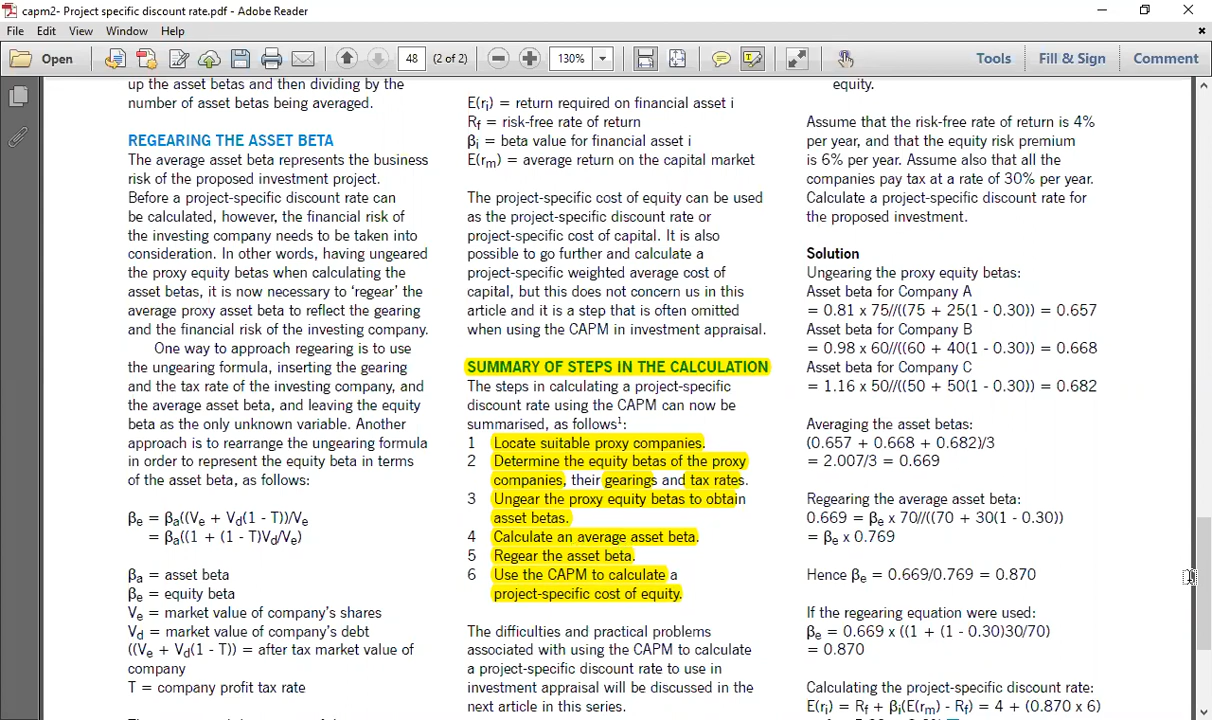 capm2- Project specific discount rate.pdf - Adobe Reader
File Edit View Window Help
Open
48 (2 of 2)
130%
Tools
Fill & Sign
Comment
up the asset betas and then dividing by the
number of asset betas being averaged.
REGEARING THE ASSET BETA
The average asset beta represents the business
risk of the proposed investment project.
Before a project-specific discount rate can
be calculated, however, the financial risk of
the investing company needs to be taken into
consideration. In other words, having ungeared
the proxy equity betas when calculating the
asset betas, it is now necessary to ‘regear’ the
average proxy asset beta to reflect the gearing
and the financial risk of the investing company.
One way to approach regearing is to use
the ungearing formula, inserting the gearing
and the tax rate of the investing company, and
the average asset beta, and leaving the equity
beta as the only unknown variable. Another
approach is to rearrange the ungearing formula
in order to represent the equity beta in terms
of the asset beta, as follows:
βe = βa((Ve + Vd(1 - T))/Ve
= βa((1 + (1 - T)Vd/Ve)
βa = asset beta
βe = equity beta
Ve = market value of company’s shares
Vd = market value of company’s debt
((Ve + Vd(1 - T)) = after tax market value of
company
T = company profit tax rate
E(ri) = return required on financial asset i
Rf = risk-free rate of return
βi = beta value for financial asset i
E(rm) = average return on the capital market
The project-specific cost of equity can be used
as the project-specific discount rate or
project-specific cost of capital. It is also
possible to go further and calculate a
project-specific weighted average cost of
capital, but this does not concern us in this
article and it is a step that is often omitted
when using the CAPM in investment appraisal.
SUMMARY OF STEPS IN THE CALCULATION
The steps in calculating a project-specific
discount rate using the CAPM can now be
summarised, as follows¹:
1 Locate suitable proxy companies.
2 Determine the equity betas of the proxy
companies, their gearings and tax rates.
3 Ungear the proxy equity betas to obtain
asset betas.
4 Calculate an average asset beta.
5 Regear the asset beta.
6 Use the CAPM to calculate a
project-specific cost of equity.
The difficulties and practical problems
associated with using the CAPM to calculate
a project-specific discount rate to use in
investment appraisal will be discussed in the
next article in this series.
equity.
Assume that the risk-free rate of return is 4%
per year, and that the equity risk premium
is 6% per year. Assume also that all the
companies pay tax at a rate of 30% per year.
Calculate a project-specific discount rate for
the proposed investment.
Solution
Ungearing the proxy equity betas:
Asset beta for Company A
= 0.81 x 75//((75 + 25(1 - 0.30)) = 0.657
Asset beta for Company B
= 0.98 x 60//((60 + 40(1 - 0.30)) = 0.668
Asset beta for Company C
= 1.16 x 50//((50 + 50(1 - 0.30)) = 0.682
Averaging the asset betas:
(0.657 + 0.668 + 0.682)/3
= 2.007/3 = 0.669
Regearing the average asset beta:
0.669 = βe x 70//((70 + 30(1 - 0.30))
= βe x 0.769
Hence βe = 0.669/0.769 = 0.870
If the regearing equation were used:
βe = 0.669 x ((1 + (1 - 0.30)30/70)
= 0.870
Calculating the project-specific discount rate:
E(ri) = Rf + βi(E(rm) - Rf) = 4 + (0.870 x 6)